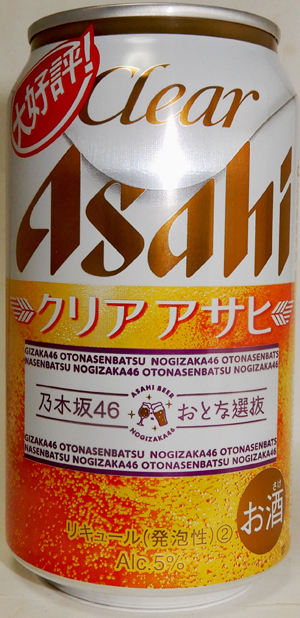 大好評!
Clear
Asahi
クリア アサヒ
GIZAKA46 OTONASENBATSU NOGIZAKA46 OTONASENBATS
NASENBATSU NOGIZAKA46 OTONASENBATSU NOGIZAKA46
乃木坂46
ASAHI BEER
NOGIZAKA46
おとな選抜
GIZAKA46 OTONASENBATSU NOGIZAKA46 OTONASENBATS
NASENBATSU NOGIZAKA46 OTONASENBATSU NOGIZAKA46
さけ
お酒
リキュール(発泡性)②
Alc.5%